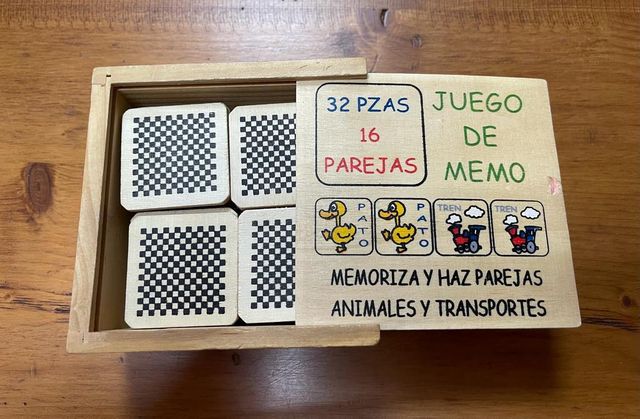 32 PZAS
16
PAREJAS
JUEGO
DE
MEMO
PATO
PATO
TREN
TREN
MEMORIZA Y HAZ PAREJAS
ANIMALES Y TRANSPORTES